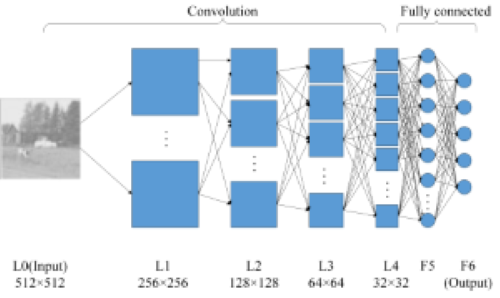 Convolution
Fully connected
L0(Input)
512×512
L1
256×256
L2
128×128
L3
64×64
L4
32×32
F5
F6
(Output)